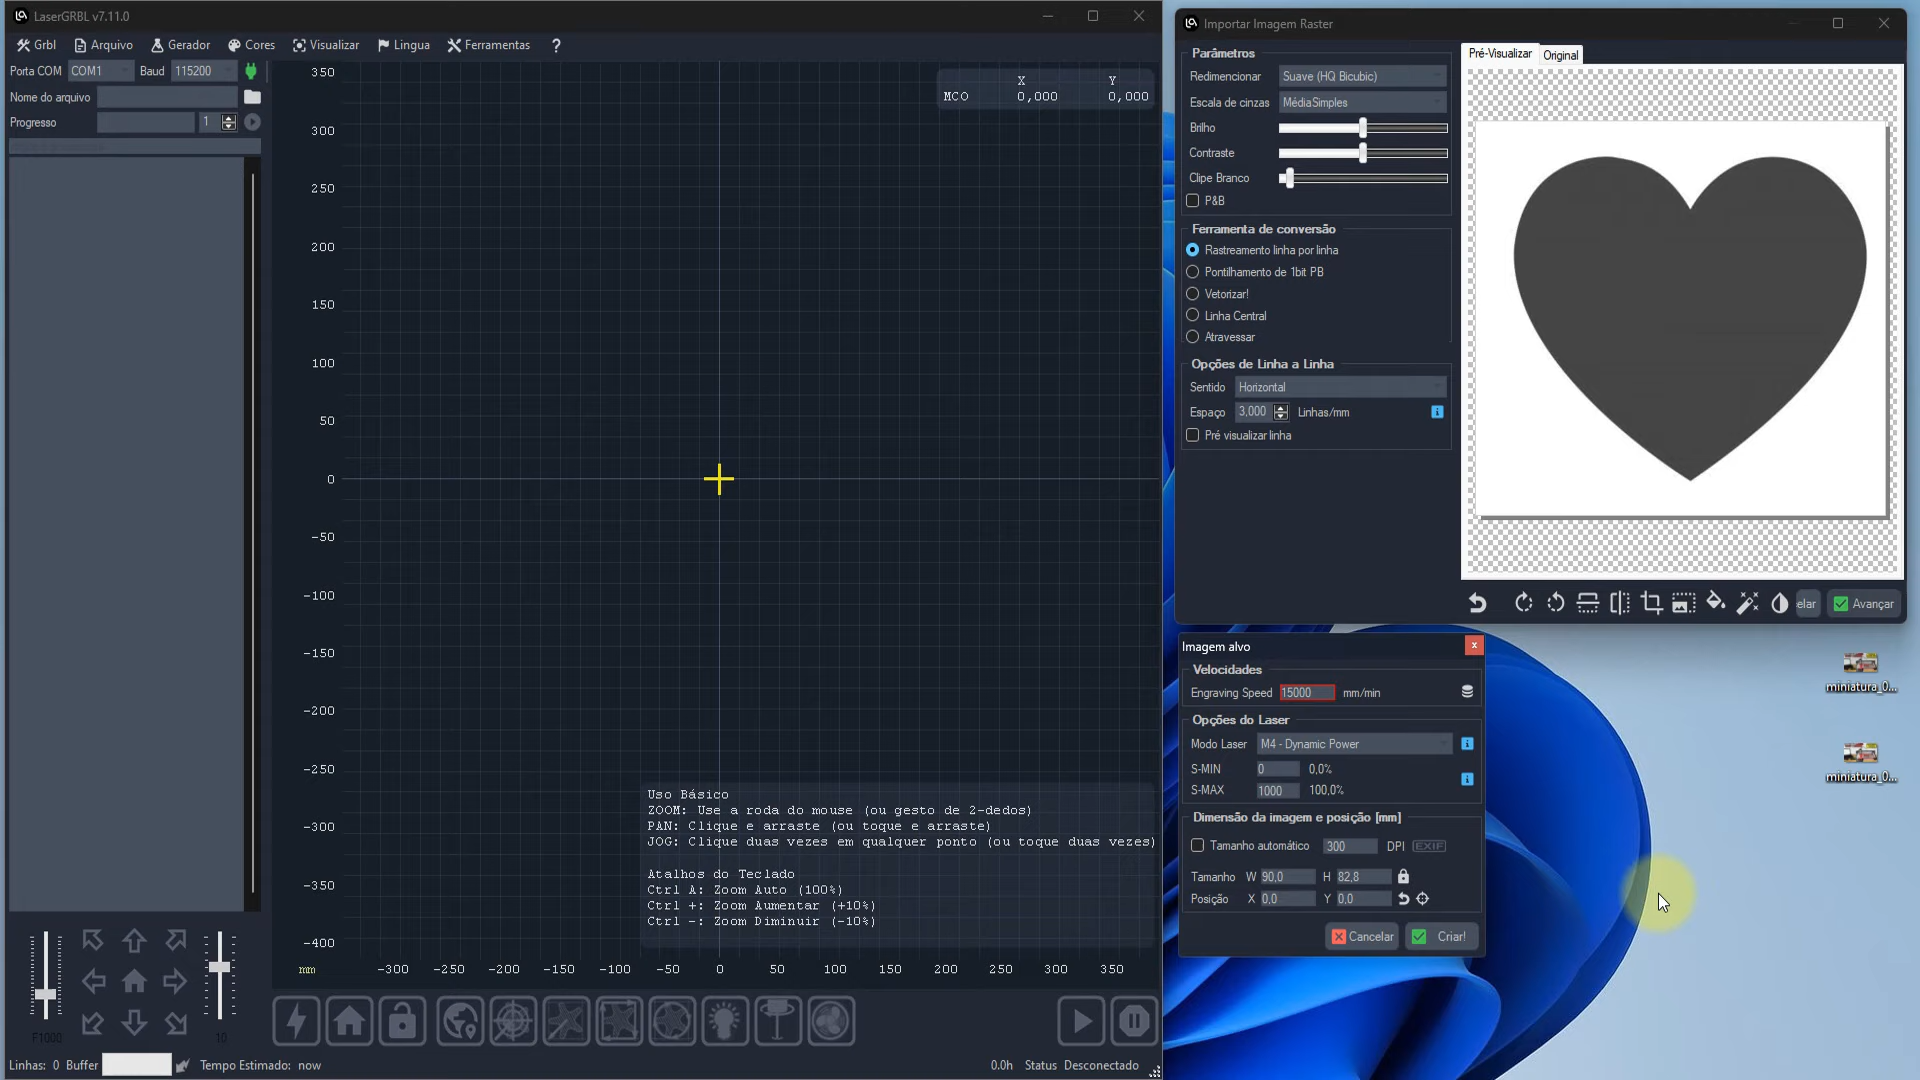 LaserGRBL v7.11.0
Grbl Arquivo Gerador Cores Visualizar Lingua Ferramentas ?
Porta COM COM1 Baud 115200
Nome do arquivo
Progresso 1
350
300
250
200
150
100
50
0
-50
-100
-150
-200
-250
-300
-350
-400
mm -300 -250 -200 -150 -100 -50 0 50 100 150 200 250 300 350
X Y
MCO 0,000 0,000
Uso Básico
ZOOM: Use a roda do mouse (ou gesto de 2-dedos)
PAN: Clique e arraste (ou toque e arraste)
JOG: Clique duas vezes em qualquer ponto (ou toque duas vezes)
Atalhos do Teclado
Ctrl A: Zoom Auto (100%)
Ctrl +: Zoom Aumentar (+10%)
Ctrl -: Zoom Diminuir (-10%)
F1000 10
Linhas: 0 Buffer Tempo Estimado: now
0.0h Status Desconectado
Importar Imagem Raster
Parâmetros
Redimencionar Suave (HQ Bicubic)
Escala de cinzas MédiaSimples
Brilho
Contraste
Clipe Branco
P&B
Ferramenta de conversão
Rastreamento linha por linha
Pontilhamento de 1bit PB
Vetorizar!
Linha Central
Atravessar
Opções de Linha a Linha
Sentido Horizontal
Espaço 3,000 Linhas/mm
Pré visualizar linha
Pré-Visualizar Original
elar Avançar
Imagem alvo
Velocidades
Engraving Speed 15000 mm/min
Opções do Laser
Modo Laser M4 - Dynamic Power
S-MIN 0 0,0%
S-MAX 1000 100,0%
Dimensão da imagem e posição [mm]
Tamanho automático 300 DPI EXIF
Tamanho W 90,0 H 82,8
Posição X 0,0 Y 0,0
Cancelar Criar!
miniatura_0...
miniatura_0...